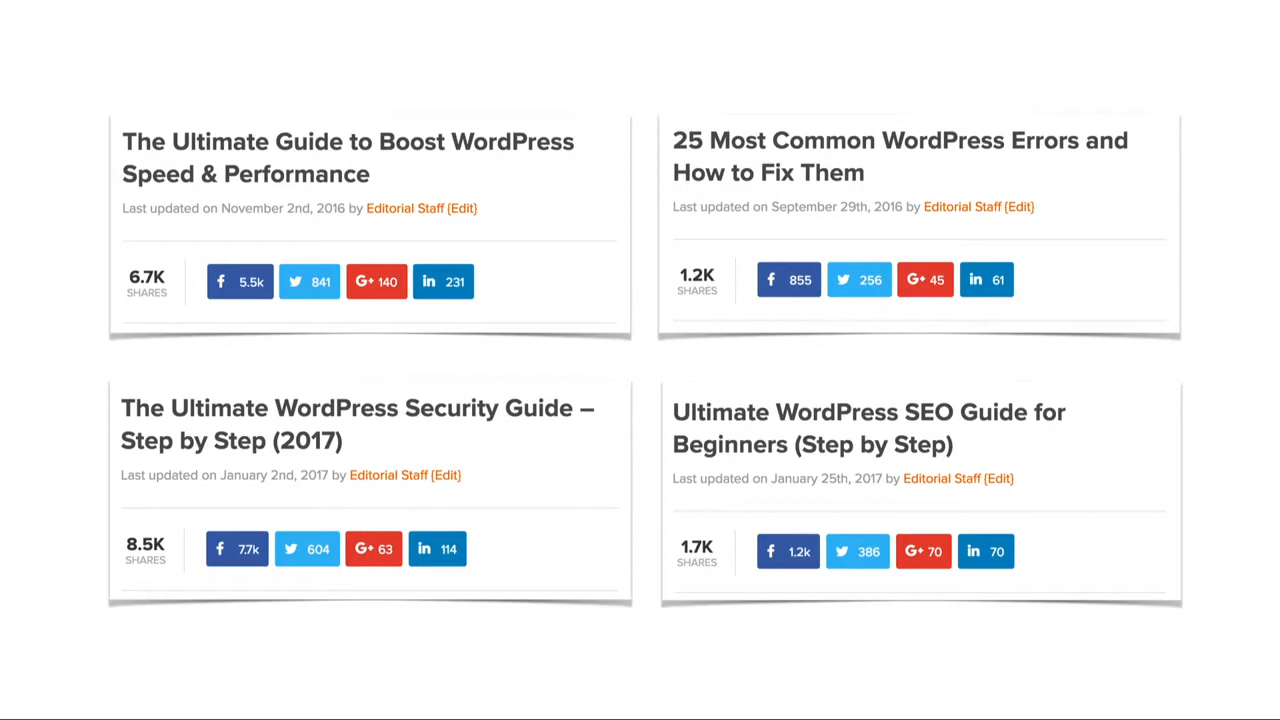 The Ultimate Guide to Boost WordPress
Speed & Performance
Last updated on November 2nd, 2016 by Editorial Staff {Edit}
6.7K
SHARES
f 5.5k
841
G+ 140
in 231
25 Most Common WordPress Errors and
How to Fix Them
Last updated on September 29th, 2016 by Editorial Staff {Edit}
1.2K
SHARES
f 855
256
G+ 45
in 61
The Ultimate WordPress Security Guide –
Step by Step (2017)
Last updated on January 2nd, 2017 by Editorial Staff {Edit}
8.5K
SHARES
f 7.7k
604
G+ 63
in 114
Ultimate WordPress SEO Guide for
Beginners (Step by Step)
Last updated on January 25th, 2017 by Editorial Staff {Edit}
1.7K
SHARES
f 1.2k
386
G+ 70
in 70